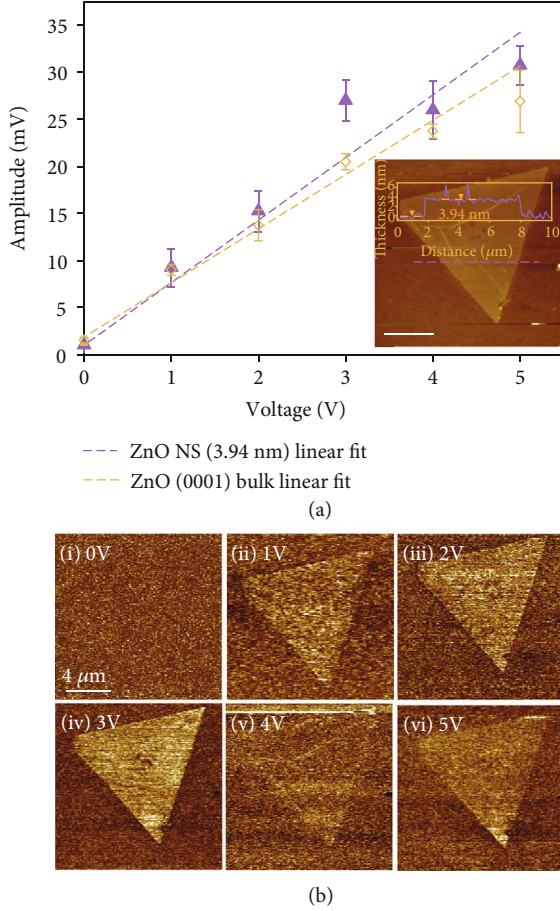 35
30
25
20
15
10
5
0
Amplitude (mV)
0
1
2
3
4
5
Voltage (V)
Thickness (nm)
6
4
2
0
3.94 nm
0 2 4 6 8 10
Distance (μm)
ZnO NS (3.94 nm) linear fit
ZnO (0001) bulk linear fit
(a)
(i) 0V
4 μm
(ii) 1V
(iii) 2V
(iv) 3V
(v) 4V
(vi) 5V
(b)